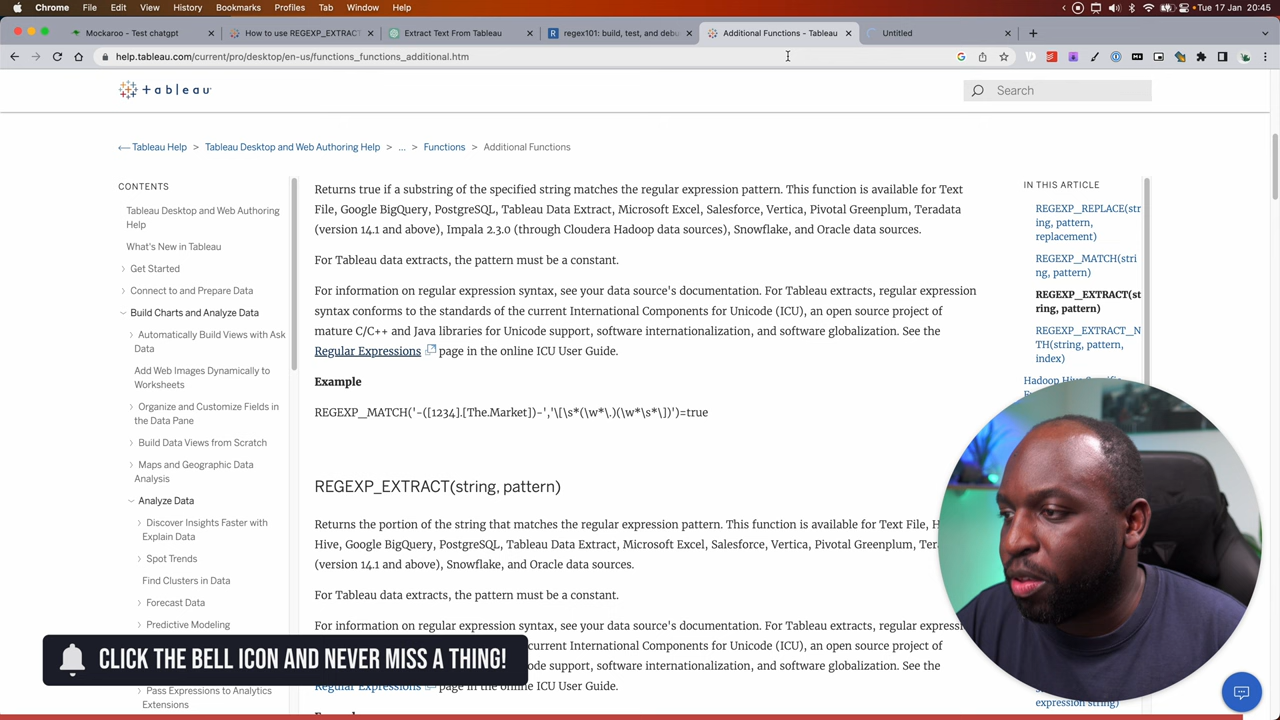 Chrome File Edit View History Bookmarks Profiles Tab Window Help Tue 17 Jan 20:45
Mockaroo - Test chatgpt
How to use REGEXP_EXTRACT
Extract Text From Tableau
regex101: build, test, and debu
Additional Functions - Tableau
Untitled
help.tableau.com/current/pro/desktop/en-us/functions_functions_additional.htm
+ a b l e a u
Search
Tableau Help > Tableau Desktop and Web Authoring Help > ... > Functions > Additional Functions
CONTENTS
Tableau Desktop and Web Authoring
Help
What's New in Tableau
Get Started
Connect to and Prepare Data
Build Charts and Analyze Data
Automatically Build Views with Ask
Data
Add Web Images Dynamically to
Worksheets
Organize and Customize Fields in
the Data Pane
Build Data Views from Scratch
Maps and Geographic Data
Analysis
Analyze Data
Discover Insights Faster with
Explain Data
Spot Trends
Find Clusters in Data
Forecast Data
Predictive Modeling
Pass Expressions to Analytics
Extensions
Returns true if a substring of the specified string matches the regular expression pattern. This function is available for Text
File, Google BigQuery, PostgreSQL, Tableau Data Extract, Microsoft Excel, Salesforce, Vertica, Pivotal Greenplum, Teradata
(version 14.1 and above), Impala 2.3.0 (through Cloudera Hadoop data sources), Snowflake, and Oracle data sources.
For Tableau data extracts, the pattern must be a constant.
For information on regular expression syntax, see your data source's documentation. For Tableau extracts, regular expression
syntax conforms to the standards of the current International Components for Unicode (ICU), an open source project of
mature C/C++ and Java libraries for Unicode support, software internationalization, and software globalization. See the
Regular Expressions page in the online ICU User Guide.
Example
REGEXP_MATCH('-([1234].[The.Market])-','\[\s*(\w*\.)(\w*\s*\])')=true
REGEXP_EXTRACT(string, pattern)
Returns the portion of the string that matches the regular expression pattern. This function is available for Text File, H
Hive, Google BigQuery, PostgreSQL, Tableau Data Extract, Microsoft Excel, Salesforce, Vertica, Pivotal Greenplum, Ter
(version 14.1 and above), Snowflake, and Oracle data sources.
For Tableau data extracts, the pattern must be a constant.
For information on regular expression syntax, see your data source's documentation. For Tableau extracts, regular express
current International Components for Unicode (ICU), an open source project of
ode support, software internationalization, and software globalization. See the
Regular Expressions page in the online ICU User Guide.
IN THIS ARTICLE
REGEXP_REPLACE(str
ing, pattern,
replacement)
REGEXP_MATCH(stri
ng, pattern)
REGEXP_EXTRACT(st
ring, pattern)
REGEXP_EXTRACT_N
TH(string, pattern,
index)
Hadoop Hive Specific
expression string)
CLICK THE BELL ICON AND NEVER MISS A THING!